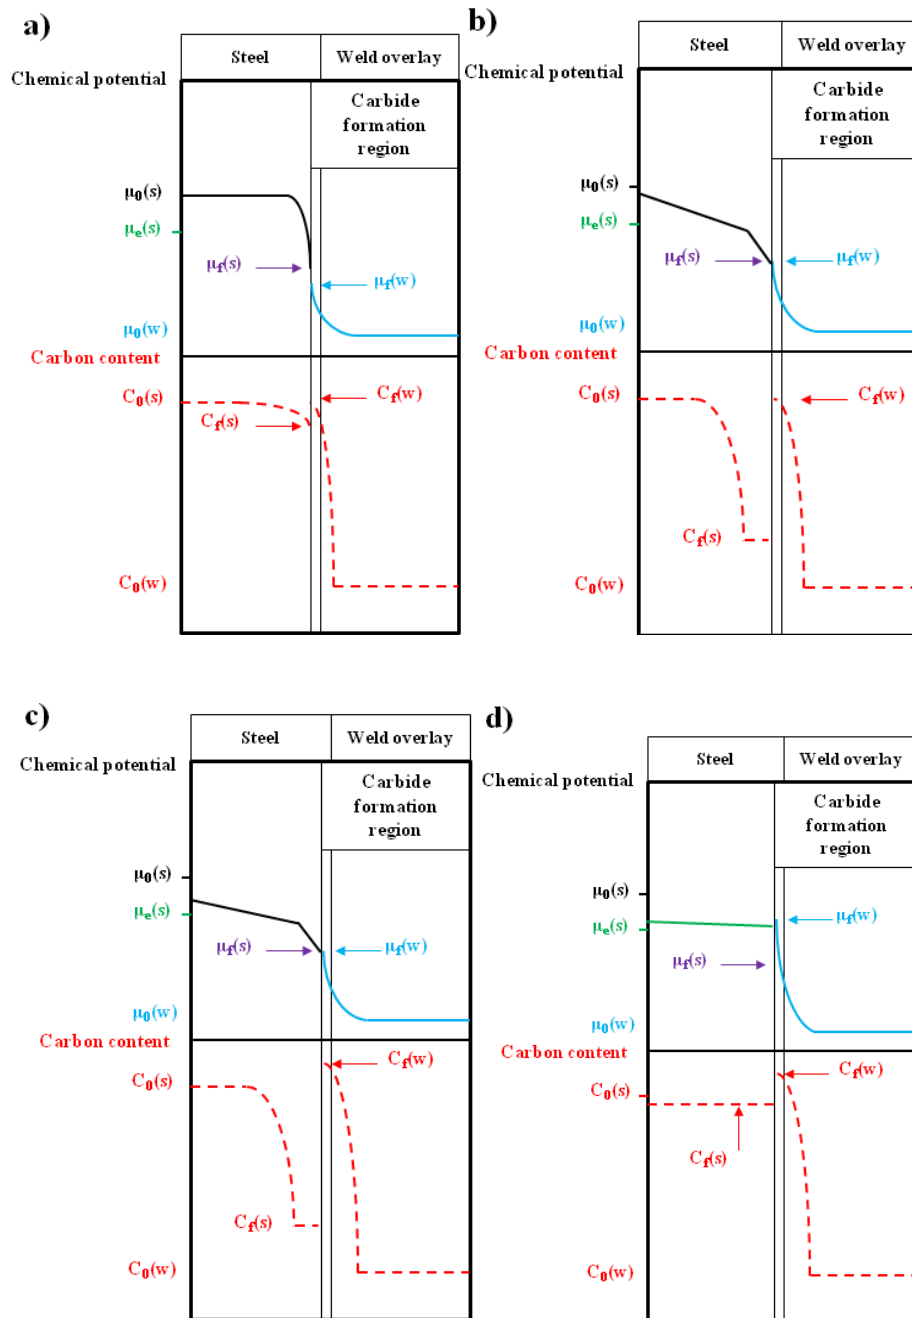 a)
Steel
Weld overlay
Chemical potential
Carbide
formation
region
μ₀(s)
μₑ(s)
μf(s)
μf(w)
μ₀(w)
Carbon content
C₀(s)
Cf(w)
Cf(s)
C₀(w)
b)
Steel
Weld overlay
Chemical potential
Carbide
formation
region
μ₀(s)
μₑ(s)
μf(s)
μf(w)
μ₀(w)
Carbon content
C₀(s)
Cf(w)
Cf(s)
C₀(w)
c)
Steel
Weld overlay
Chemical potential
Carbide
formation
region
μ₀(s)
μₑ(s)
μf(s)
μf(w)
μ₀(w)
Carbon content
Cf(w)
C₀(s)
Cf(s)
C₀(w)
d)
Steel
Weld overlay
Chemical potential
Carbide
formation
region
μ₀(s)
μf(w)
μₑ(s)
μf(s)
μ₀(w)
Carbon content
Cf(w)
C₀(s)
Cf(s)
C₀(w)